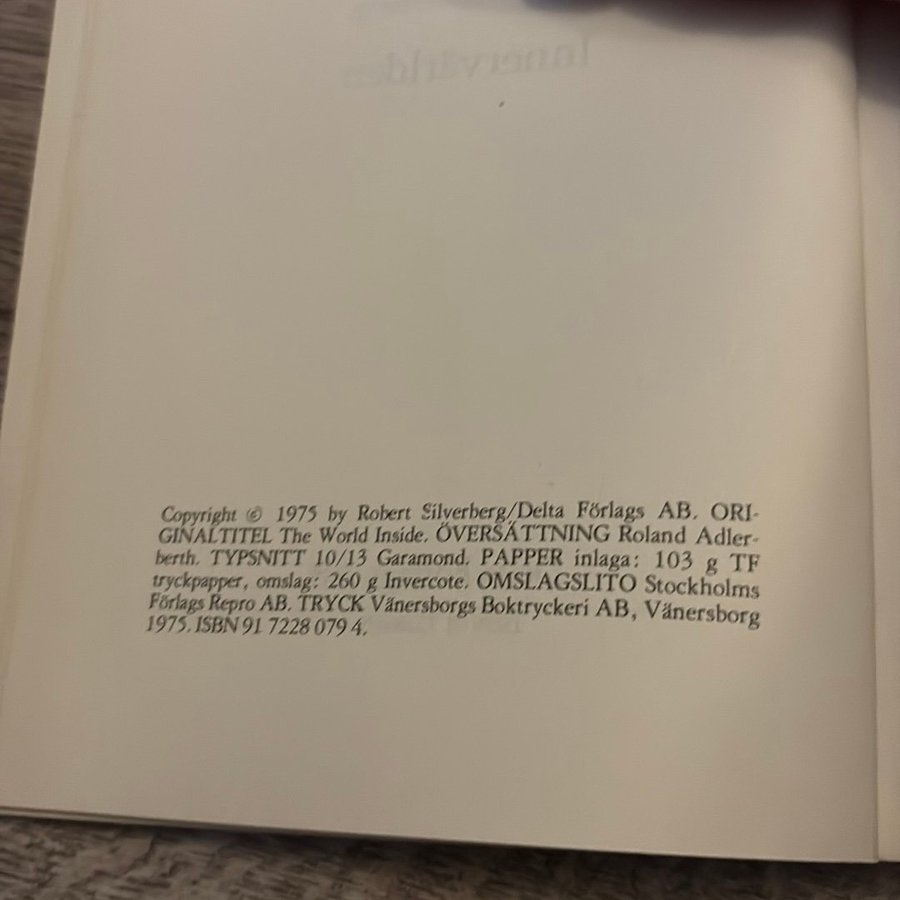 Innervärlden
Copyright © 1975 by Robert Silverberg/Delta Förlags AB. ORI-
GINALTITEL The World Inside. ÖVERSÄTTNING Roland Adler-
berth. TYPSNITT 10/13 Garamond. PAPPER inlaga: 103 g TF
tryckpapper, omslag: 260 g Invercote. OMSLAGSLITO Stockholms
Förlags Repro AB. TRYCK Vänersborgs Boktryckeri AB, Vänersborg
1975. ISBN 91 7228 079 4.